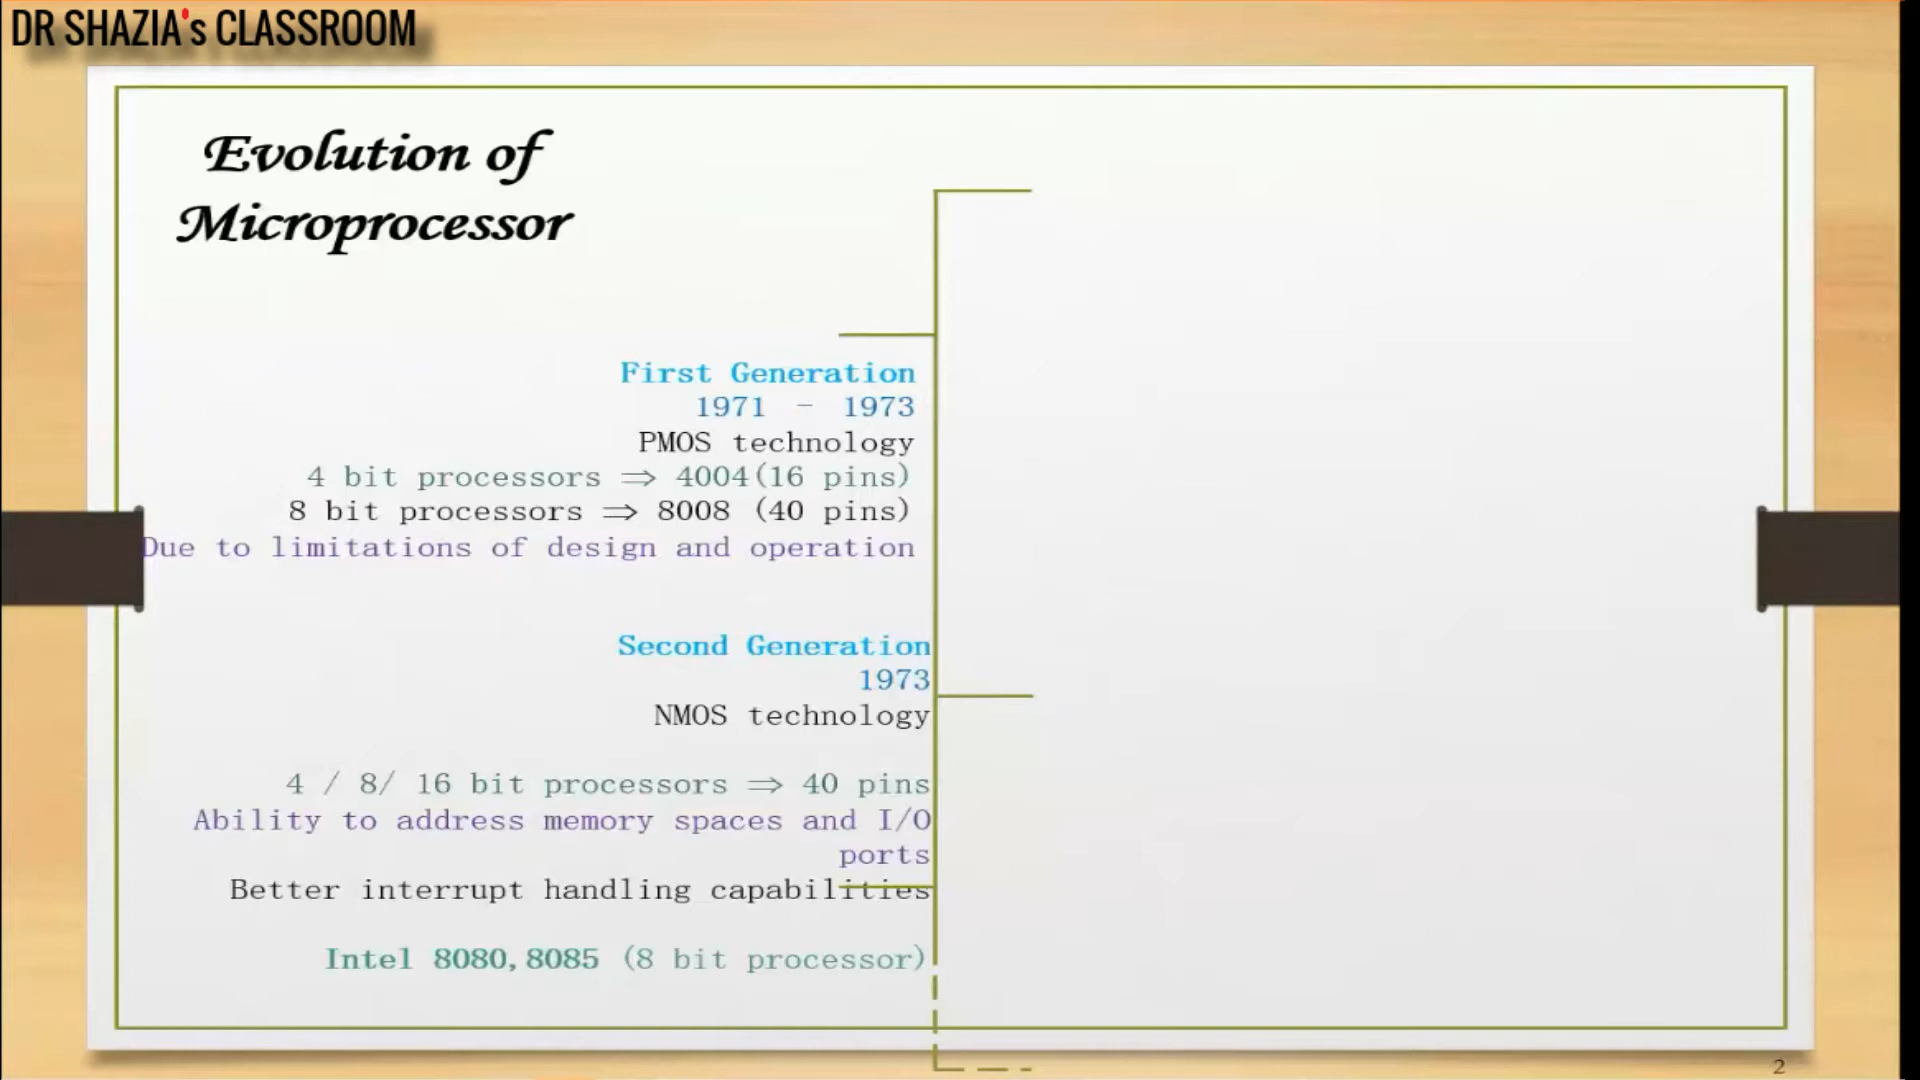 DR SHAZIA's CLASSROOM
Evolution of
Microprocessor
First Generation
1971 - 1973
PMOS technology
4 bit processors ⇒ 4004(16 pins)
8 bit processors ⇒ 8008 (40 pins)
Due to limitations of design and operation
Second Generation
1973
NMOS technology
4 / 8/ 16 bit processors ⇒ 40 pins
Ability to address memory spaces and I/O
ports
Better interrupt handling capabilities
Intel 8080,8085 (8 bit processor)
2